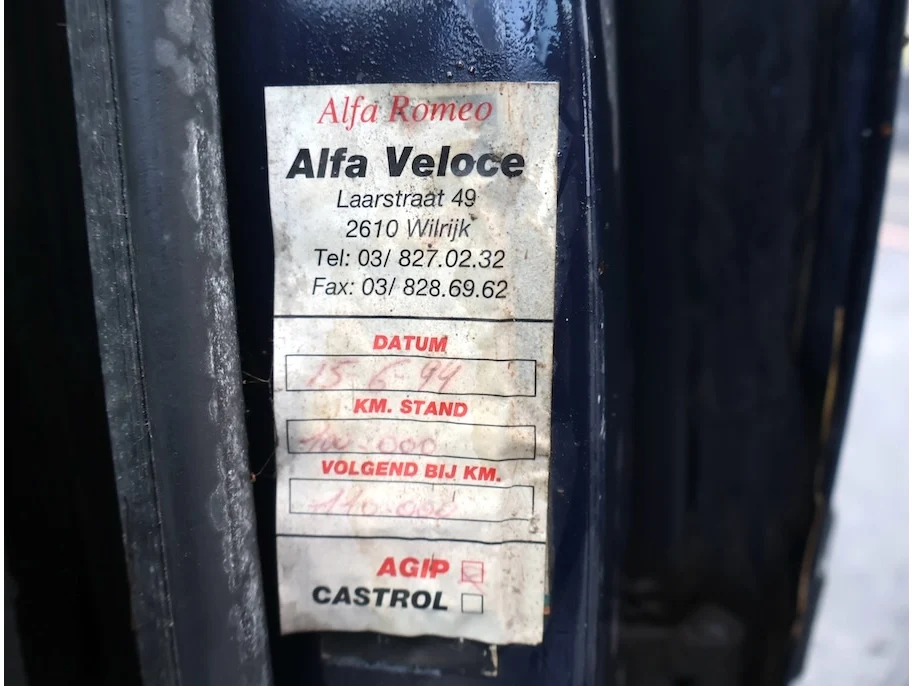 Alfa Romeo
Alfa Veloce
Laarstraat 49
2610 Wilrijk
Tel: 03/ 827.02.32
Fax: 03/ 828.69.62
DATUM
15 6 94
KM. STAND
100.000
VOLGEND BIJ KM.
110.000
AGIP
CASTROL